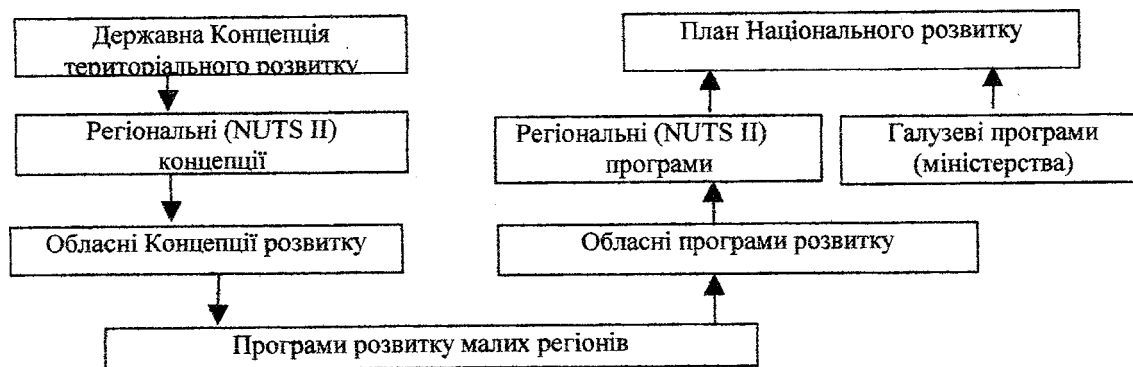 Державна Концепція
територіального розвитку
План Національного розвитку
Регіональні (NUTS II)
концепції
Регіональні (NUTS II)
програми
Галузеві програми
(міністерства)
Обласні Концепції розвитку
Обласні програми розвитку
Програми розвитку малих регіонів